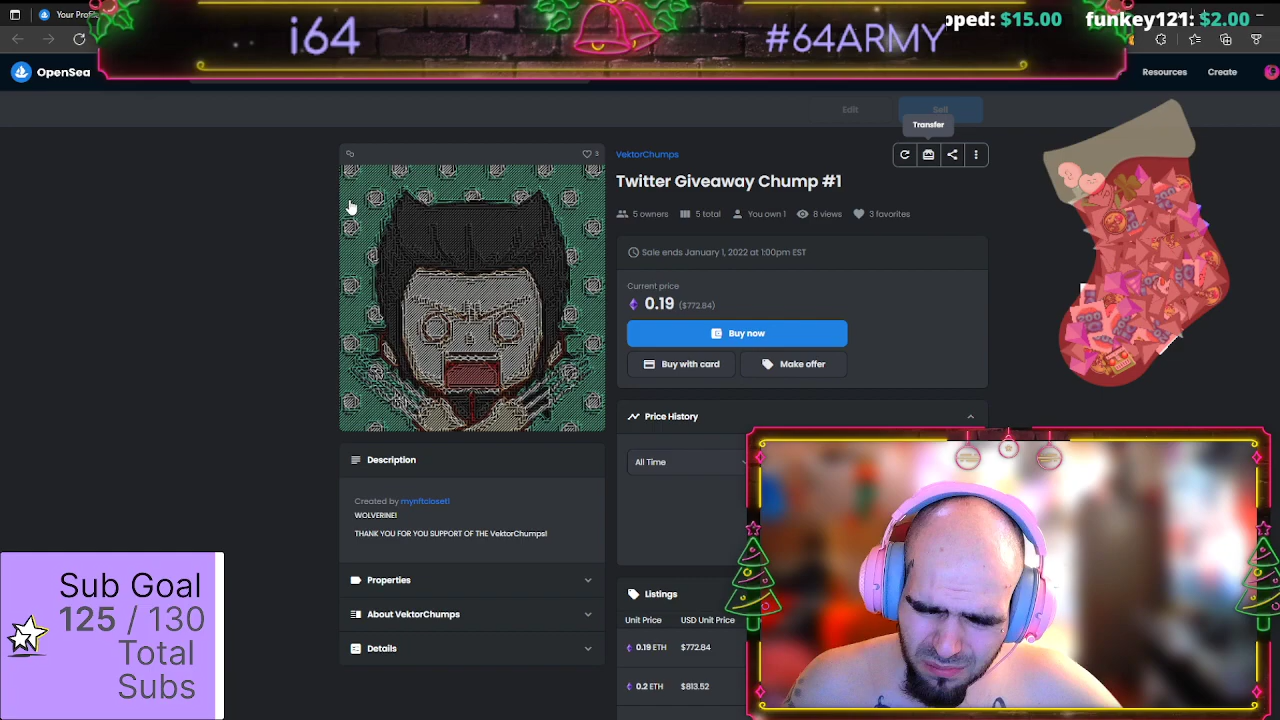 Your Profi
i64
#64ARMY
pped: $15.00 funkey121: $2.00
OpenSea
Resources Create
Edit
Sell
Transfer
3
VektorChumps
Twitter Giveaway Chump #1
5 owners 5 total You own 1 8 views 3 favorites
Sale ends January 1, 2022 at 1:00pm EST
Current price
0.19 ($772.84)
Buy now
Buy with card
Make offer
Price History
All Time
Description
Created by mynftcloset1
WOLVERINE!
THANK YOU FOR YOU SUPPORT OF THE VektorChumps!
Properties
About VektorChumps
Details
Listings
Unit Price USD Unit Price
0.19 ETH $772.84
0.2 ETH $813.52
Sub Goal
125 / 130
Total
Subs